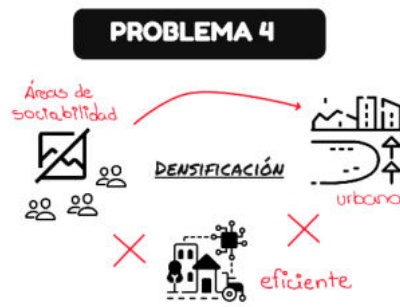 PROBLEMA 4
Áreas de
sociabilidad
DENSIFICACIÓN
urbano
eficiente